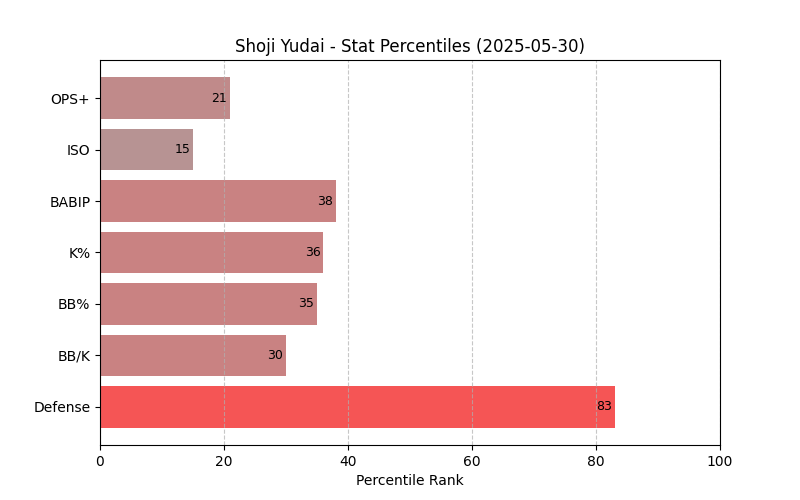 Shoji Yudai - Stat Percentiles (2025-05-30)
OPS+ 21
ISO 15
BABIP 38
K% 36
BB% 35
BB/K 30
Defense 83
0 20 40 60 80 100
Percentile Rank